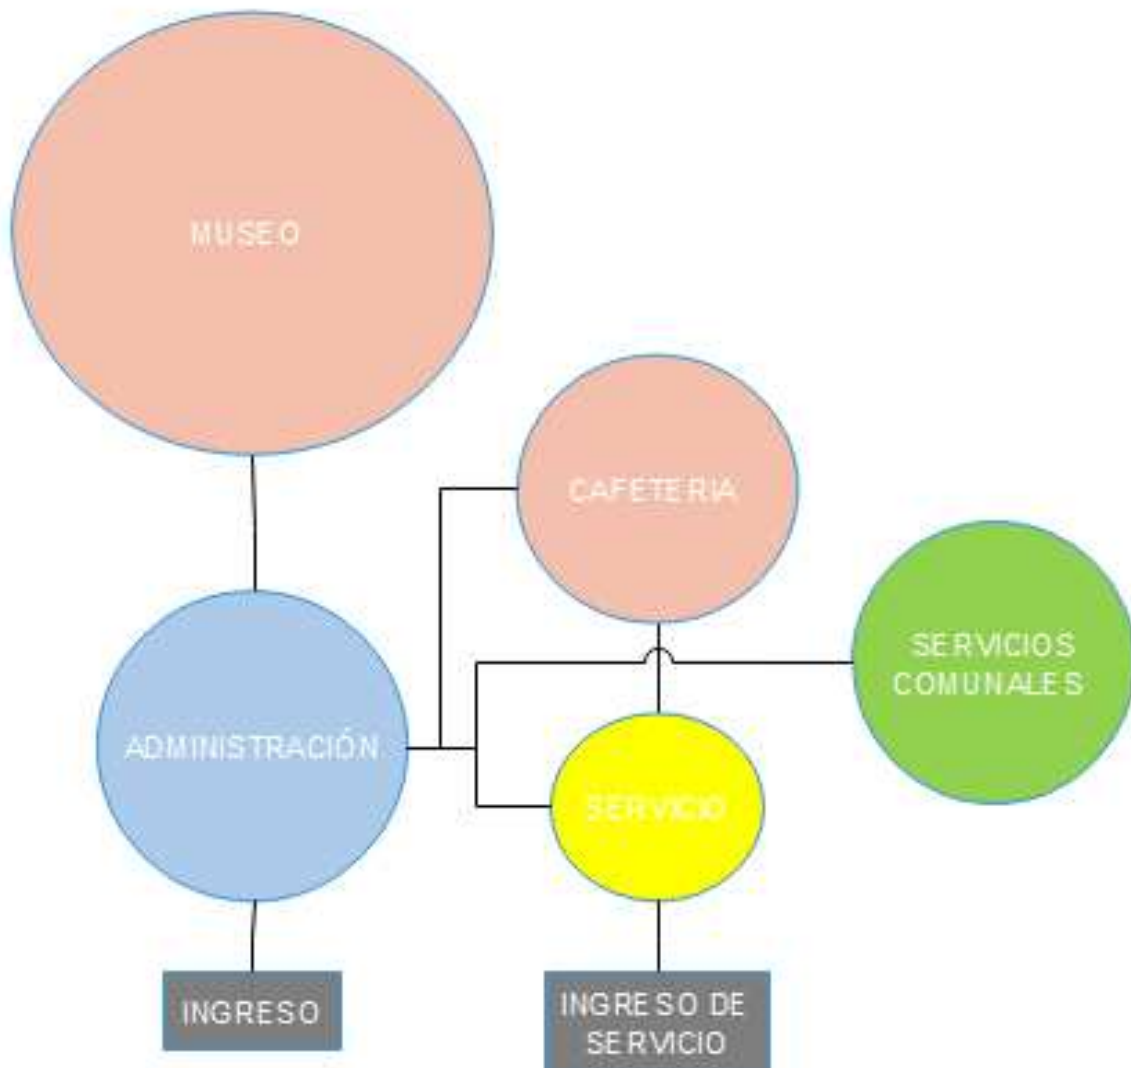 MUSEO
CAFETERIA
SERVICIOS
COMUNALES
ADMINISTRACIÓN
SERVICIO
INGRESO
INGRESO DE
SERVICIO